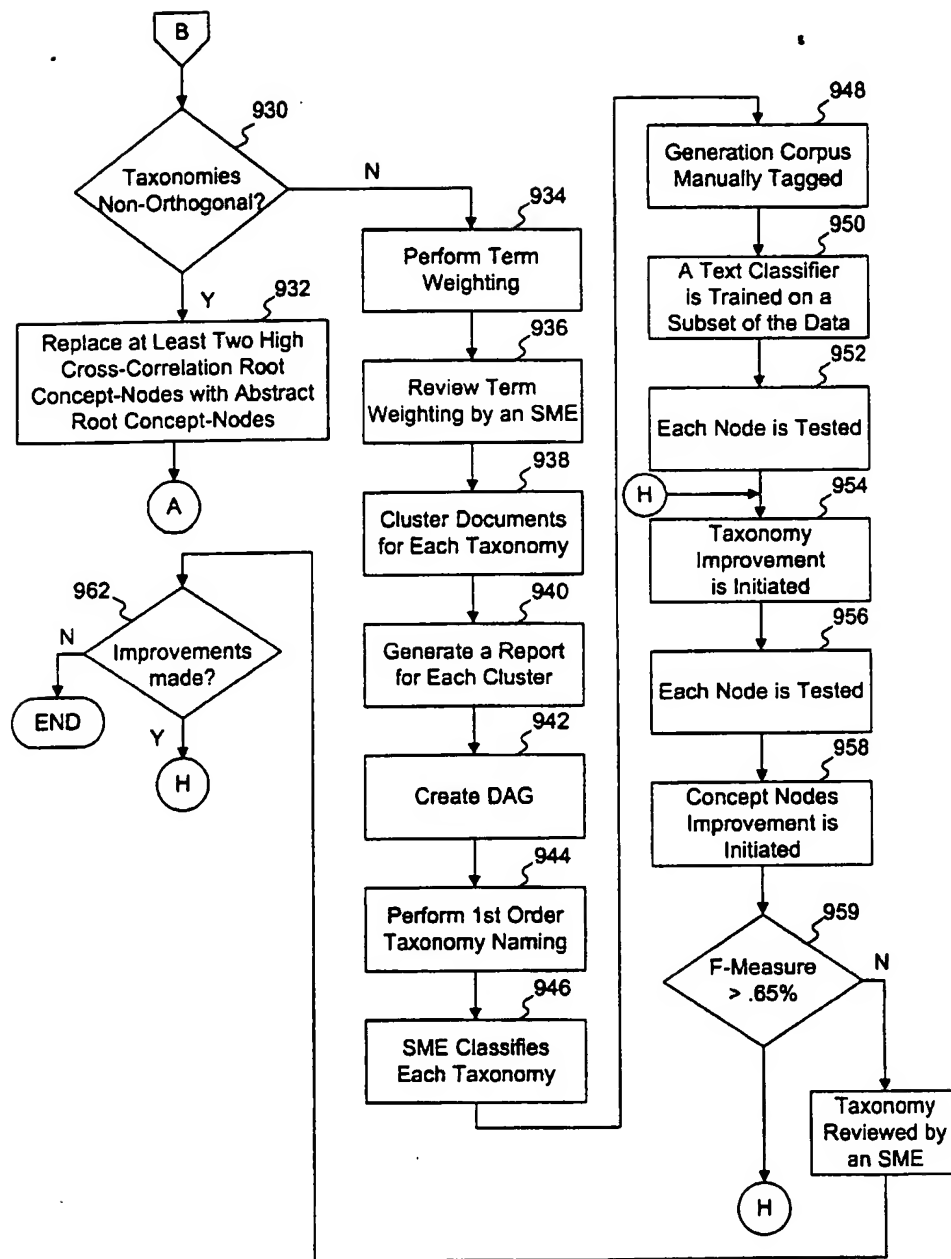 B
930
Taxonomies
Non-Orthogonal?
N
Y
932
Replace at Least Two High
Cross-Correlation Root
Concept-Nodes with Abstract
Root Concept-Nodes
A
934
Perform Term
Weighting
936
Review Term
Weighting by an SME
938
Cluster Documents
for Each Taxonomy
940
Generate a Report
for Each Cluster
942
Create DAG
944
Perform 1st Order
Taxonomy Naming
946
SME Classifies
Each Taxonomy
948
Generation Corpus
Manually Tagged
950
A Text Classifier
is Trained on a
Subset of the Data
952
Each Node is Tested
H
954
Taxonomy
Improvement
is Initiated
956
Each Node is Tested
958
Concept Nodes
Improvement is
Initiated
959
F-Measure
> .65%
N
Taxonomy
Reviewed by
an SME
H
962
Improvements
made?
N
END
Y
H